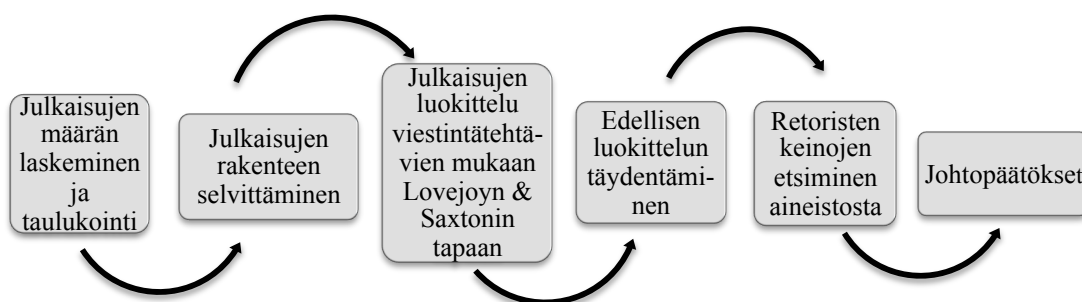 Julkaisujen
määrän
laskeminen
ja
taulukointi
Julkaisujen
rakenteen
selvittäminen
Julkaisujen
luokittelu
viestintätehtä-
vien mukaan
Lovejoyn &
Saxtonin
tapaan
Edellisen
luokittelun
täydentämi-
nen
Retoristen
keinojen
etsiminen
aineistosta
Johtopäätökset